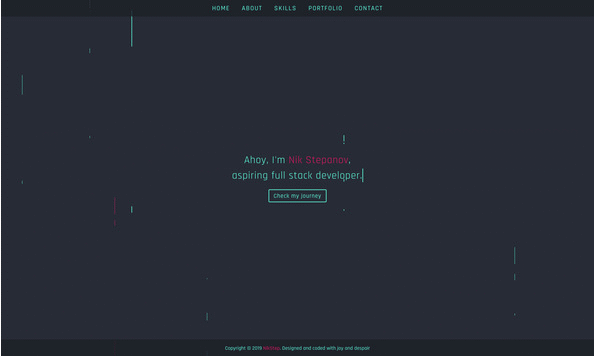 HOME ABOUT SKILLS PORTFOLIO CONTACT
Ahoy, I'm Nik Stepanov,
aspiring full stack developer.
Check my journey
Copyright © 2019 NikStep. Designed and coded with joy and despair